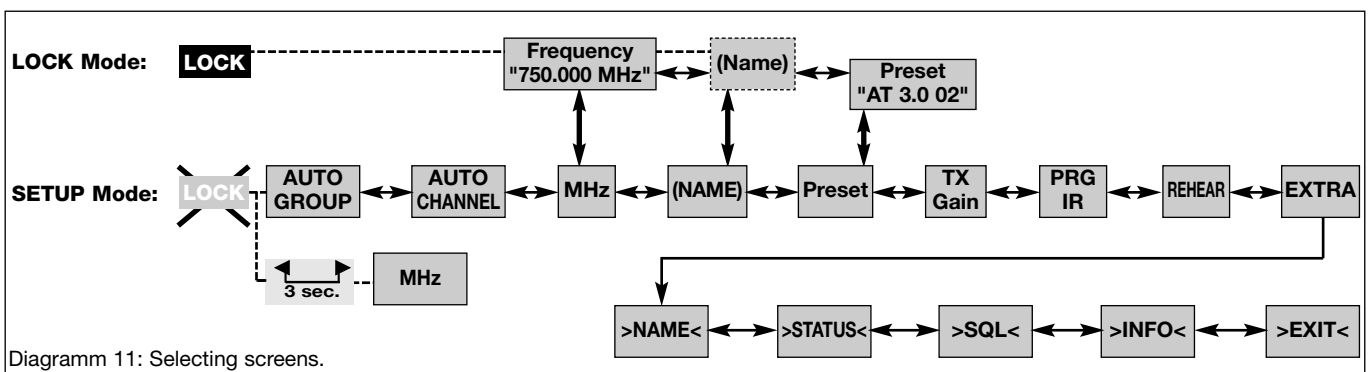 LOCK Mode:
LOCK
Frequency
"750.000 MHz"
(Name)
Preset
"AT 3.0 02"
SETUP Mode:
LOCK
AUTO
GROUP
AUTO
CHANNEL
MHz
(NAME)
Preset
TX
Gain
PRG
IR
REHEAR
EXTRA
3 sec.
MHz
>NAME<
>STATUS<
>SQL<
>INFO<
>EXIT<
Diagramm 11: Selecting screens.